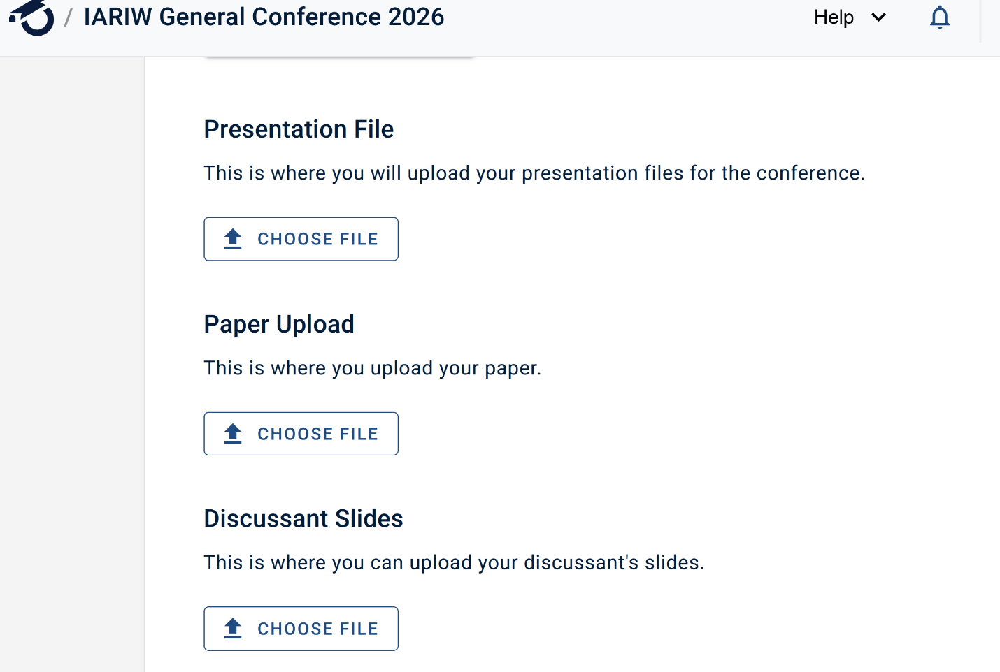 / IARIW General Conference 2026
Help
Presentation File
This is where you will upload your presentation files for the conference.
CHOOSE FILE
Paper Upload
This is where you upload your paper.
CHOOSE FILE
Discussant Slides
This is where you can upload your discussant's slides.
CHOOSE FILE